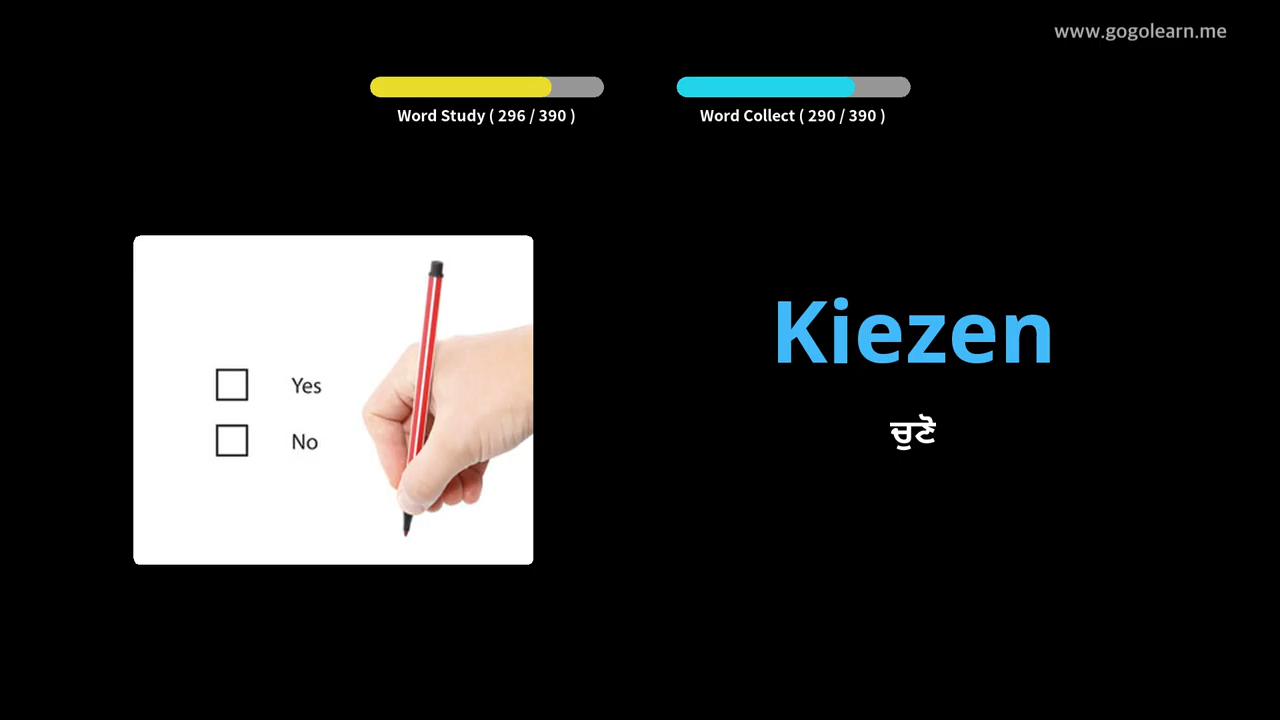 www.gogolearn.me
Word Study ( 296 / 390 )
Word Collect ( 290 / 390 )
Yes
No
Kiezen
ਚੁਣੋ